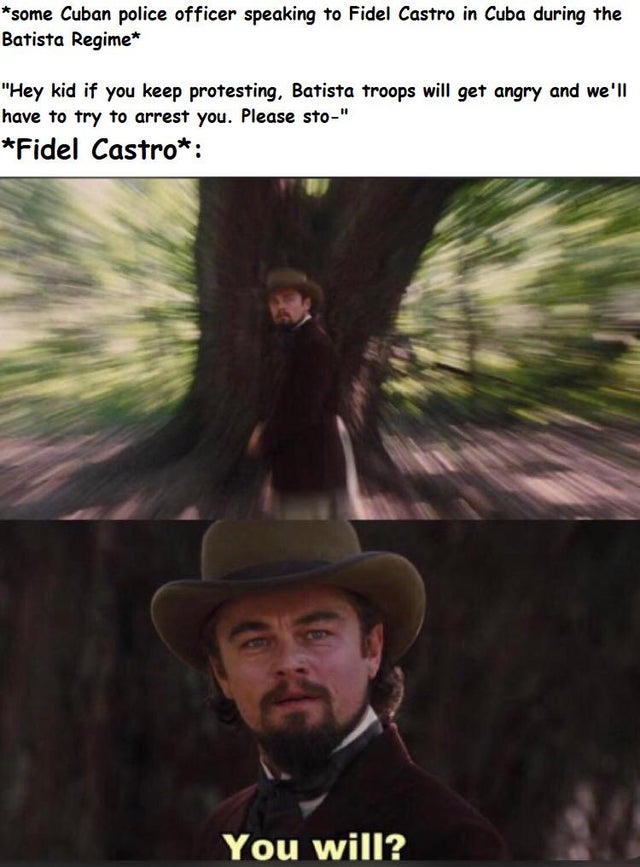 *some Cuban police officer speaking to Fidel Castro in Cuba during the
Batista Regime*
"Hey kid if you keep protesting, Batista troops will get angry and we'll
have to try to arrest you. Please sto-"
*Fidel Castro*:
You will?